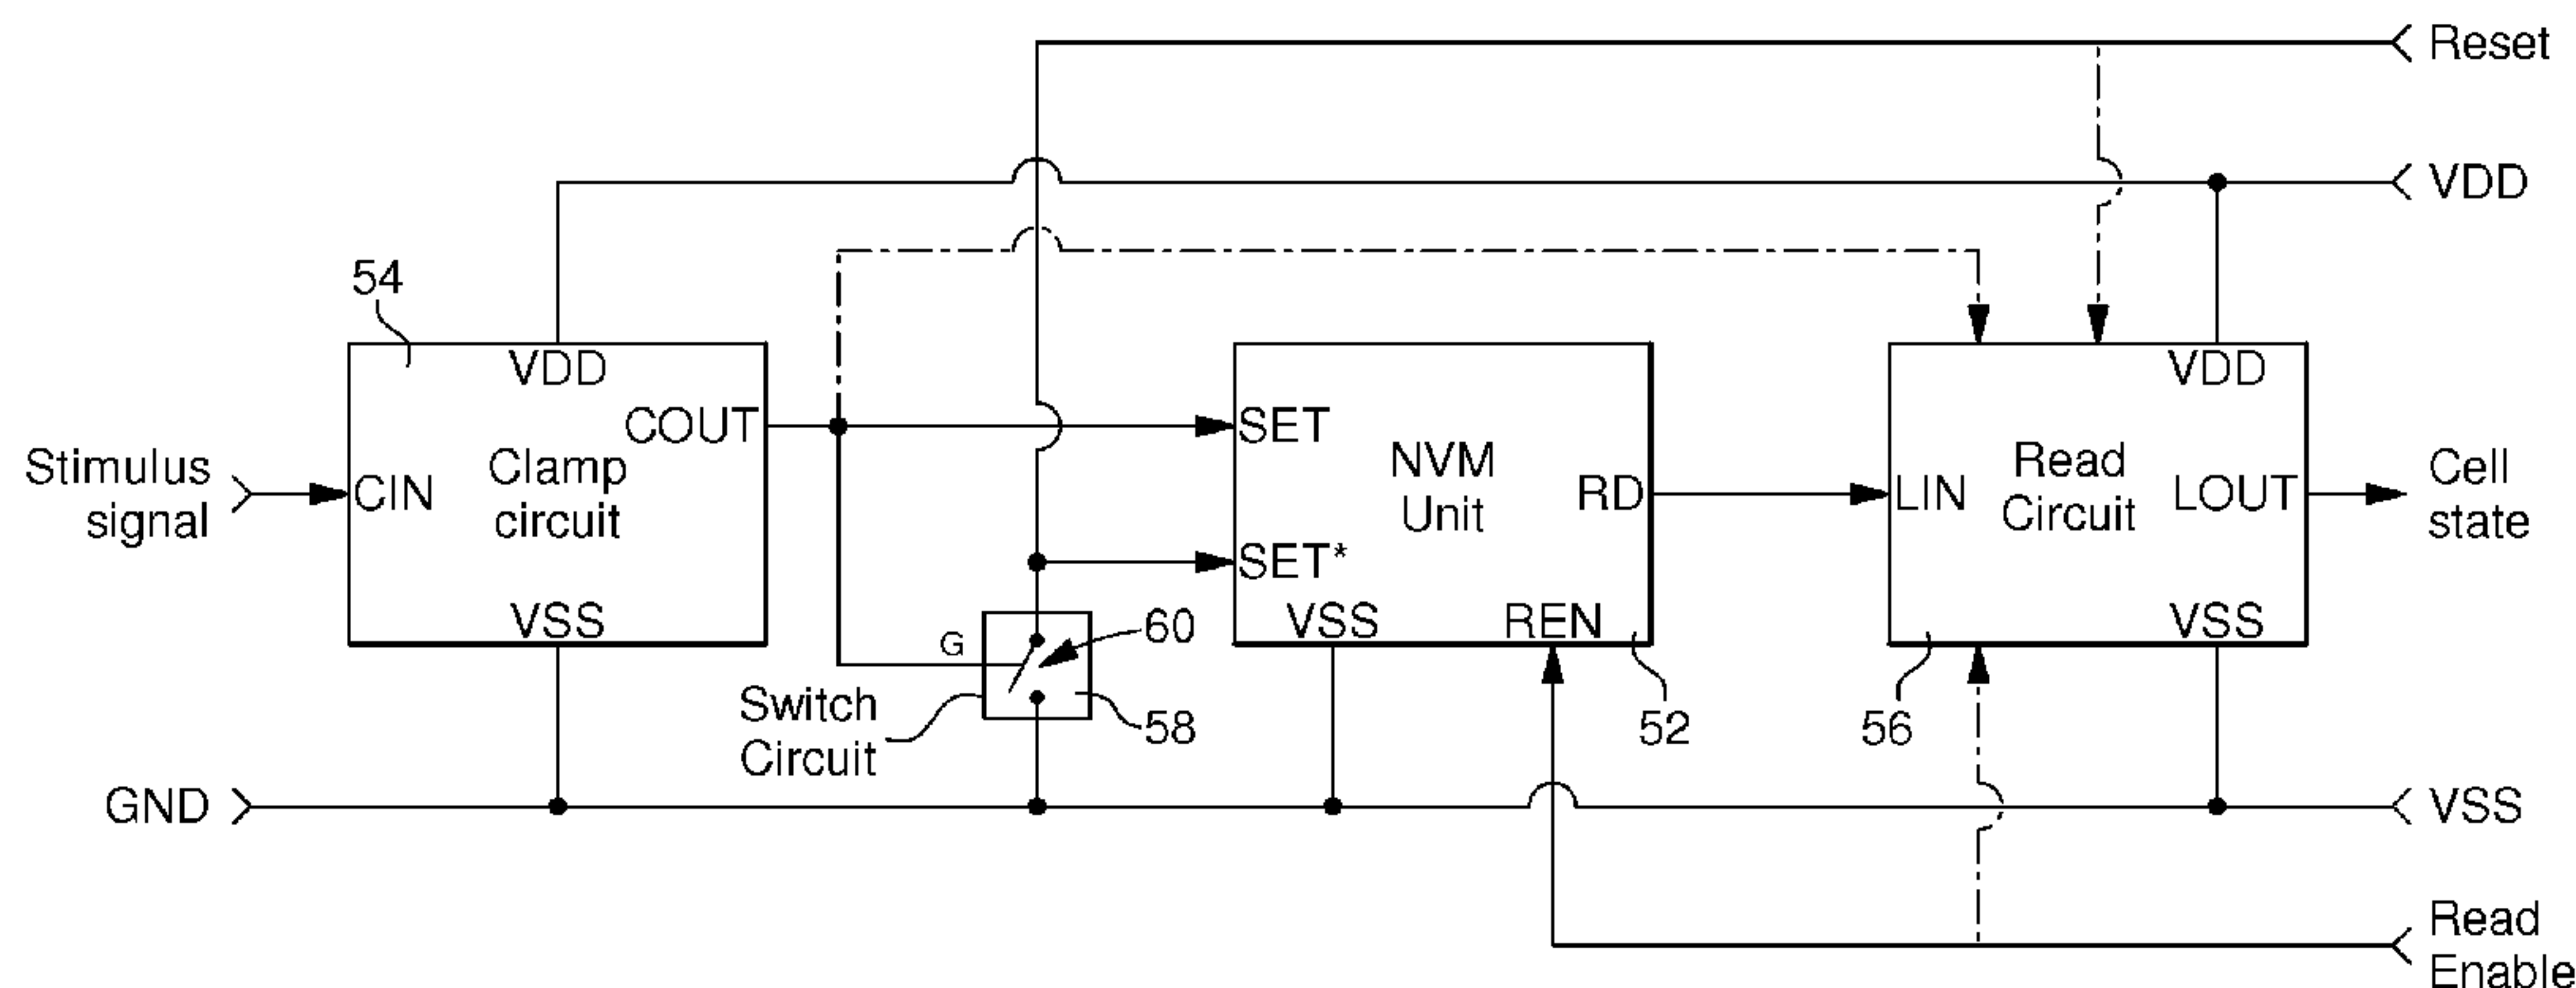 Reset
VDD
54
VDD
VDD
COUT
SET
Stimulus
signal
CIN
Clamp
circuit
NVM
Unit
RD
LIN
Read
Circuit
LOUT
Cell
state
SET*
VSS
G
60
VSS
REN
VSS
Switch
Circuit
58
52
56
GND
VSS
Read
Enable